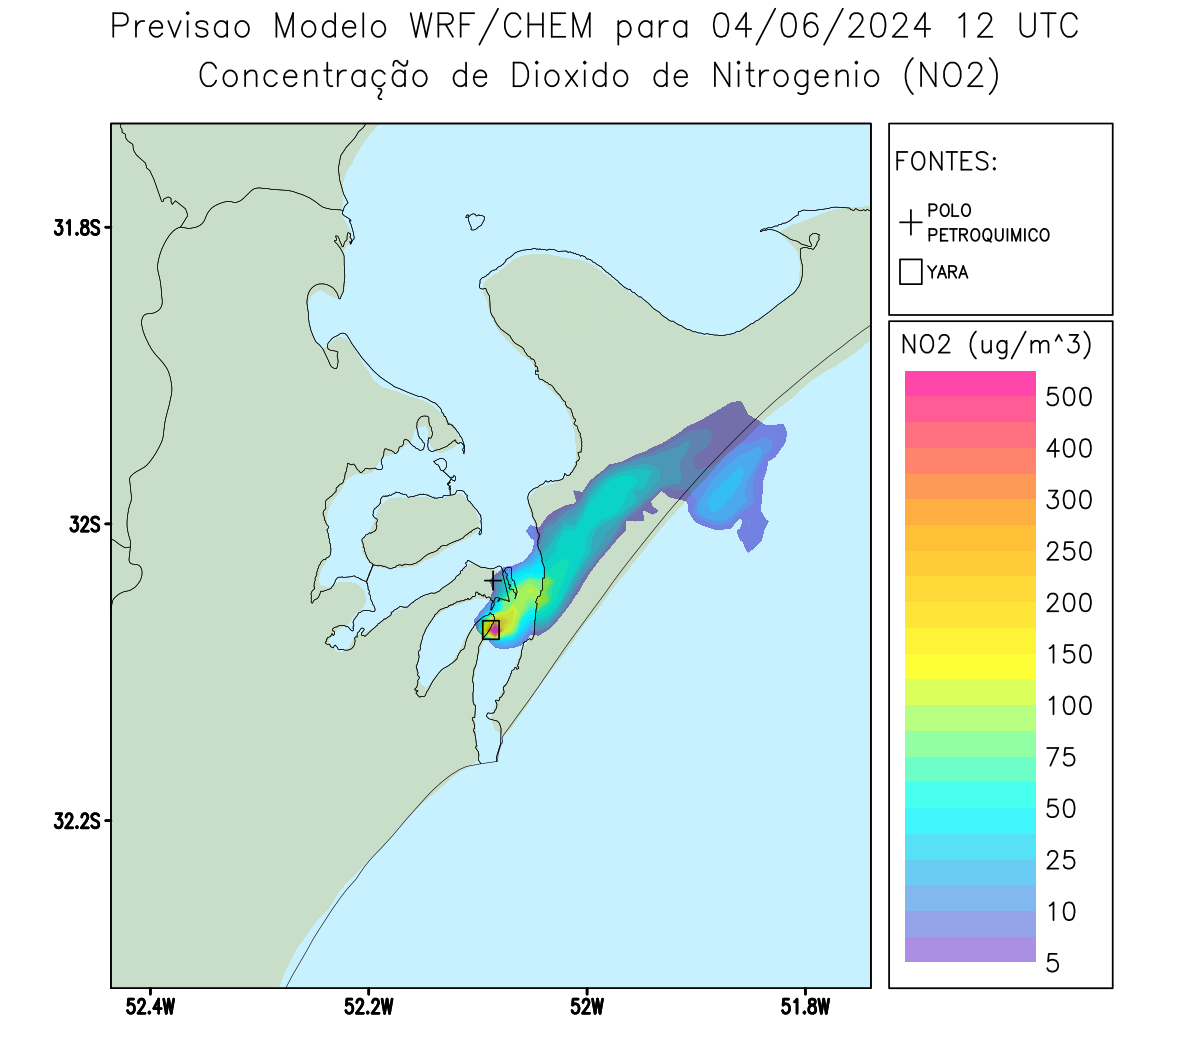 Previsao Modelo WRF/CHEM para 04/06/2024 12 UTC
Concentração de Dioxido de Nitrogenio (NO2)
FONTES:
POLO
PETROQUIMICO
YARA
NO2 (ug/m^3)
500
400
300
250
200
150
100
75
50
25
10
5
31.8S
32S
32.2S
52.4W
52.2W
52W
51.8W